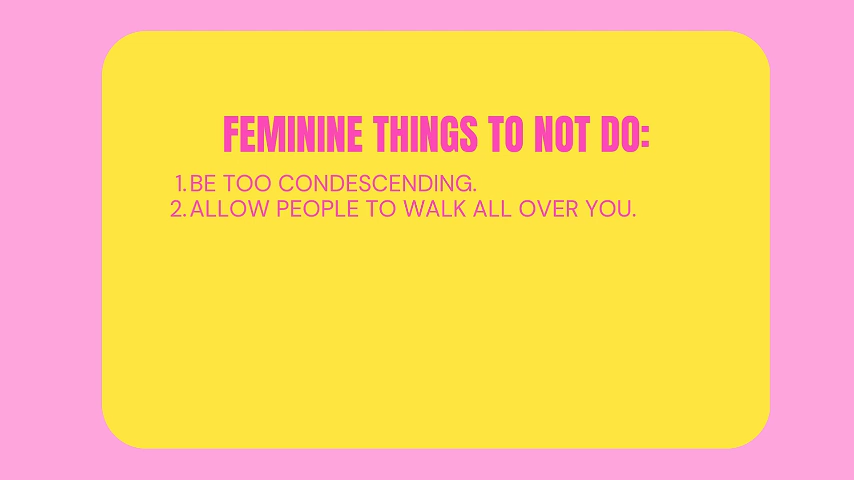 FEMININE THINGS TO NOT DO:
1. BE TOO CONDESCENDING.
2. ALLOW PEOPLE TO WALK ALL OVER YOU.